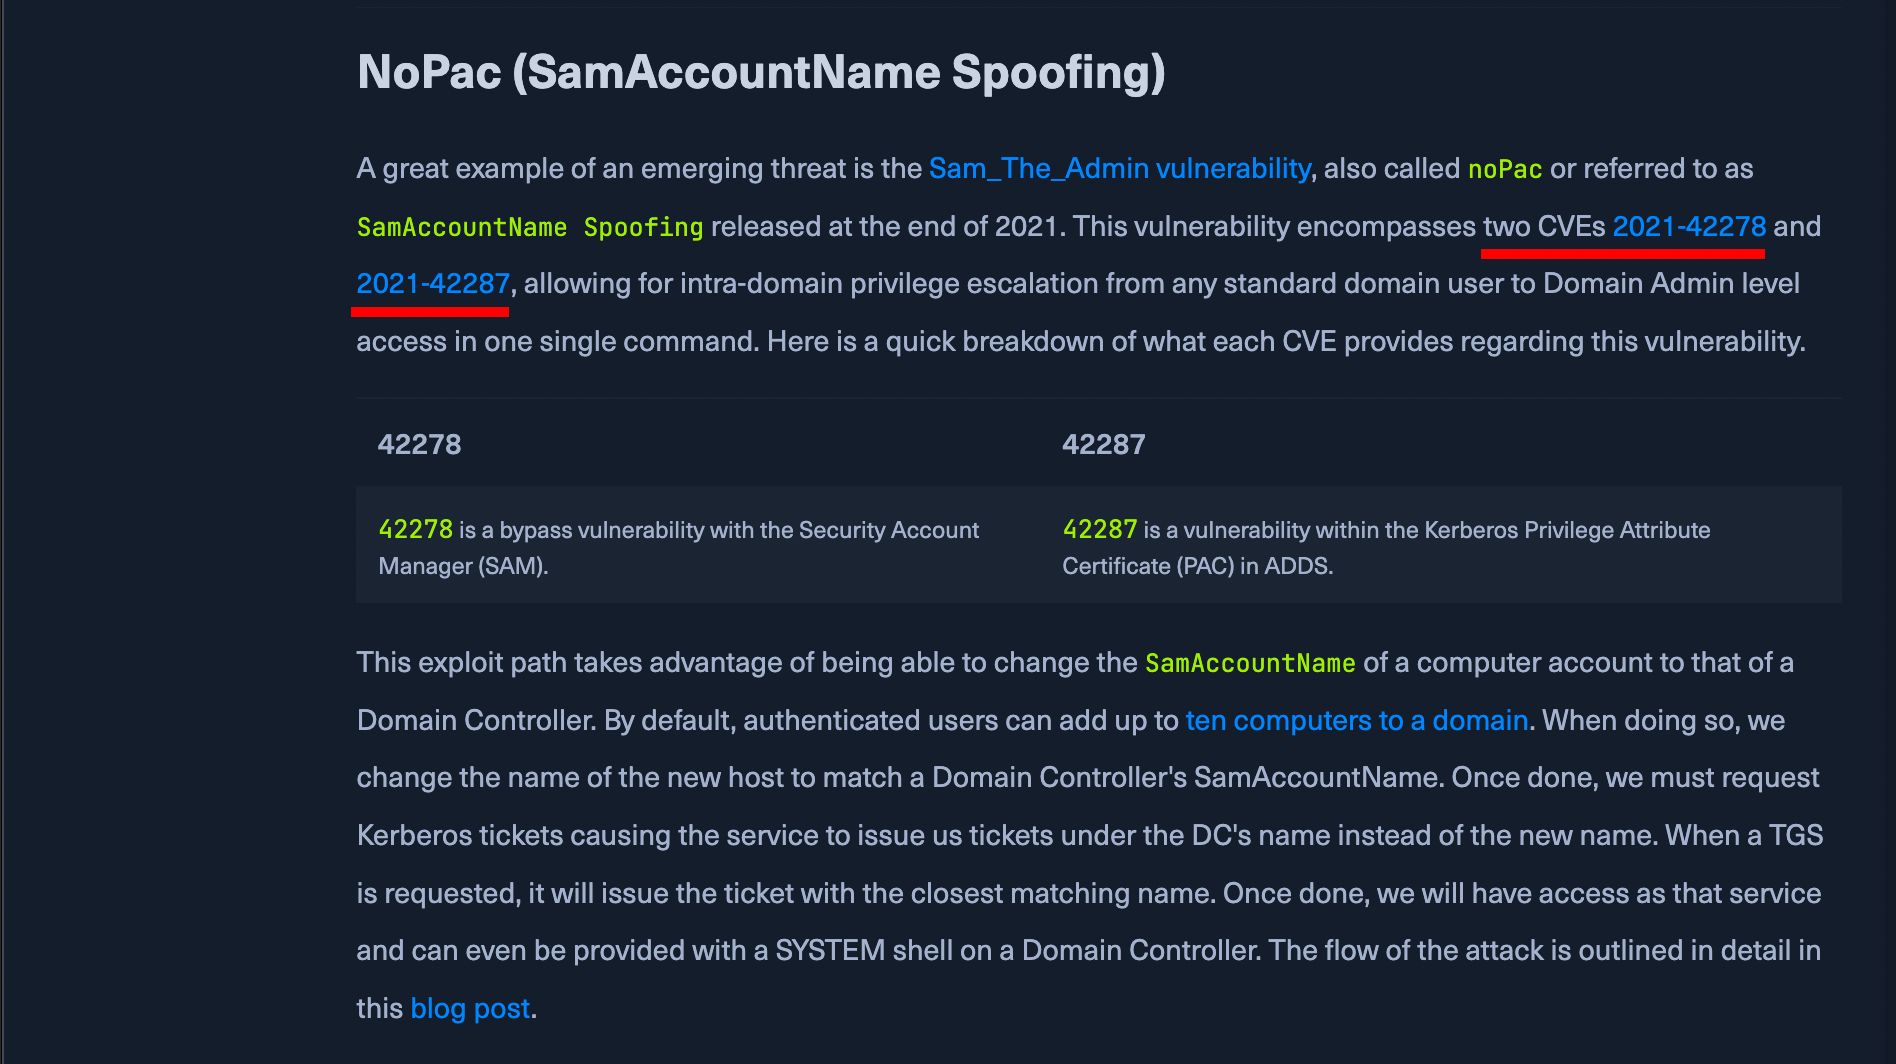 NoPac (SamAccountName Spoofing)
A great example of an emerging threat is the Sam_The_Admin vulnerability, also called noPac or referred to as
SamAccountName Spoofing released at the end of 2021. This vulnerability encompasses two CVEs 2021-42278 and
2021-42287, allowing for intra-domain privilege escalation from any standard domain user to Domain Admin level
access in one single command. Here is a quick breakdown of what each CVE provides regarding this vulnerability.
42278 42287
42278 is a bypass vulnerability with the Security Account
Manager (SAM).
42287 is a vulnerability within the Kerberos Privilege Attribute
Certificate (PAC) in ADDS.
This exploit path takes advantage of being able to change the SamAccountName of a computer account to that of a
Domain Controller. By default, authenticated users can add up to ten computers to a domain. When doing so, we
change the name of the new host to match a Domain Controller's SamAccountName. Once done, we must request
Kerberos tickets causing the service to issue us tickets under the DC's name instead of the new name. When a TGS
is requested, it will issue the ticket with the closest matching name. Once done, we will have access as that service
and can even be provided with a SYSTEM shell on a Domain Controller. The flow of the attack is outlined in detail in
this blog post.